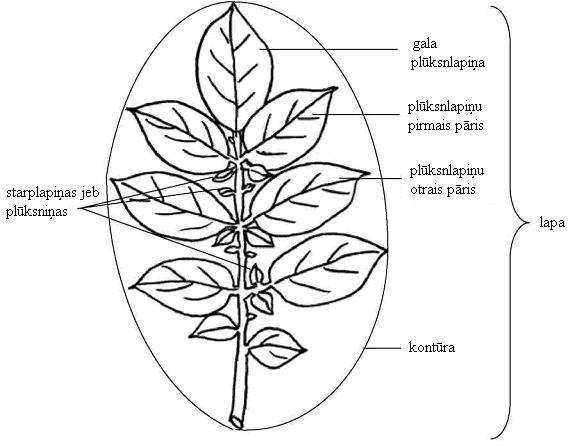 gala
plūksnlapiņa
plūksnlapiņu
pirmais pāris
plūksnlapiņu
otrais pāris
starplapiņas jeb
plūksniņas
lapa
kontūra